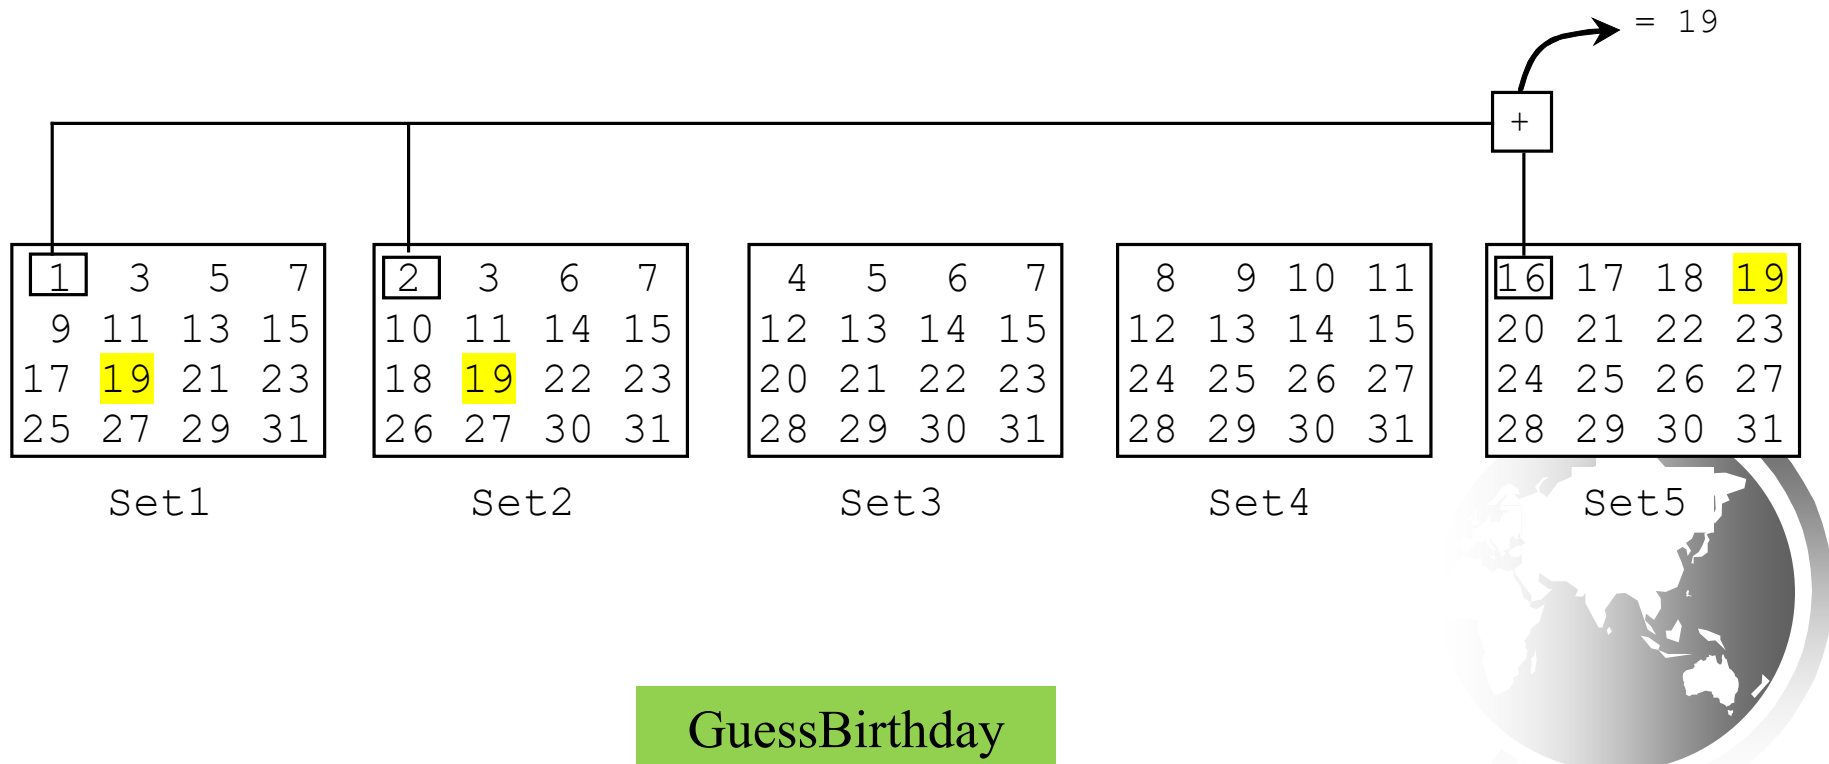 = 19
+
1 3 5 7
9 11 13 15
17 19 21 23
25 27 29 31
Set1
2 3 6 7
10 11 14 15
18 19 22 23
26 27 30 31
Set2
4 5 6 7
12 13 14 15
20 21 22 23
28 29 30 31
Set3
8 9 10 11
12 13 14 15
24 25 26 27
28 29 30 31
Set4
16 17 18 19
20 21 22 23
24 25 26 27
28 29 30 31
Set5
GuessBirthday